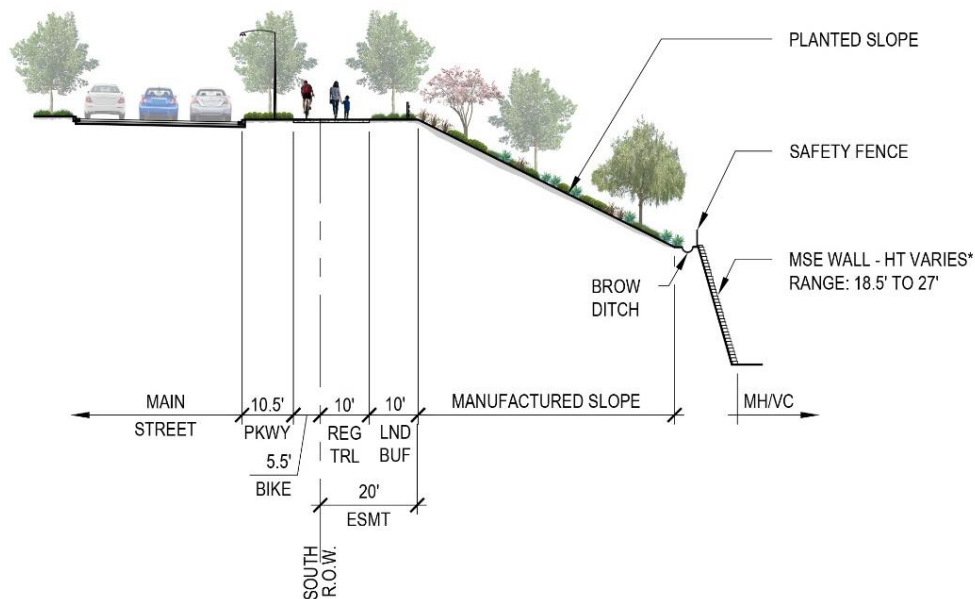 PLANTED SLOPE
SAFETY FENCE
MSE WALL - HT VARIES*
RANGE: 18.5' TO 27'
BROW
DITCH
MAIN
STREET
10.5'
PKWY
5.5'
BIKE
10'
REG
TRL
10'
LND
BUF
MANUFACTURED SLOPE
MH/VC
20'
ESMT
SOUTH
R.O.W.